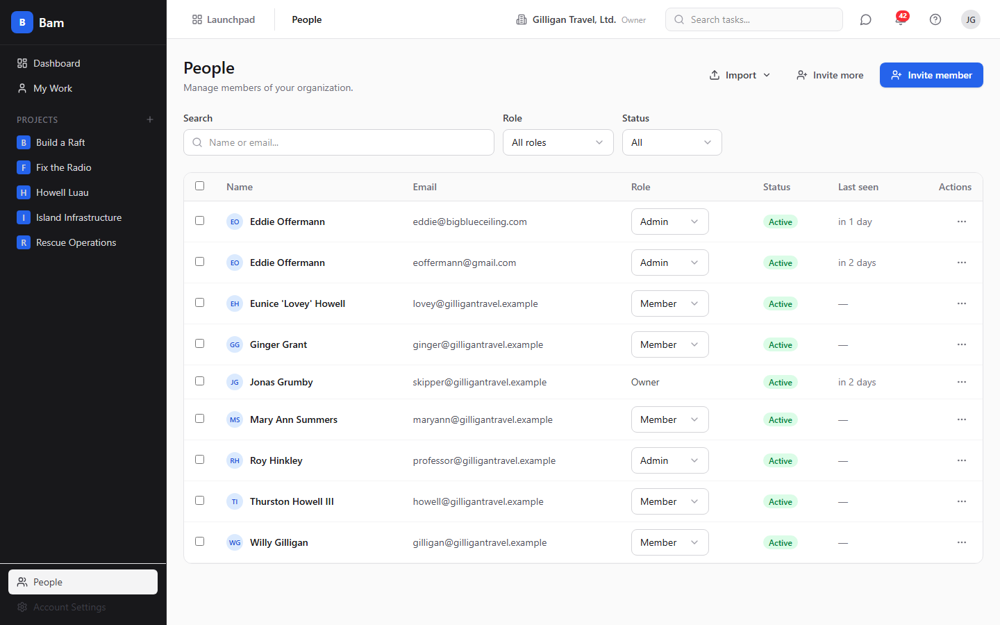 B Bam
Dashboard
My Work
PROJECTS +
B Build a Raft
F Fix the Radio
H Howell Luau
I Island Infrastructure
R Rescue Operations
People
Account Settings
Launchpad People Gilligan Travel, Ltd. Owner Search tasks... 42 JG
People
Manage members of your organization.
Import Invite more Invite member
Search Role Status
Name or email... All roles All
Name Email Role Status Last seen Actions
EO Eddie Offermann eddie@bigblueceiling.com Admin Active in 1 day ...
EO Eddie Offermann eoffermann@gmail.com Admin Active in 2 days ...
EH Eunice 'Lovey' Howell lovey@gilligantravel.example Member Active — ...
GG Ginger Grant ginger@gilligantravel.example Member Active — ...
JG Jonas Grumby skipper@gilligantravel.example Owner Active in 2 days ...
MS Mary Ann Summers maryann@gilligantravel.example Member Active — ...
RH Roy Hinkley professor@gilligantravel.example Admin Active — ...
TI Thurston Howell III howell@gilligantravel.example Member Active — ...
WG Willy Gilligan gilligan@gilligantravel.example Member Active — ...